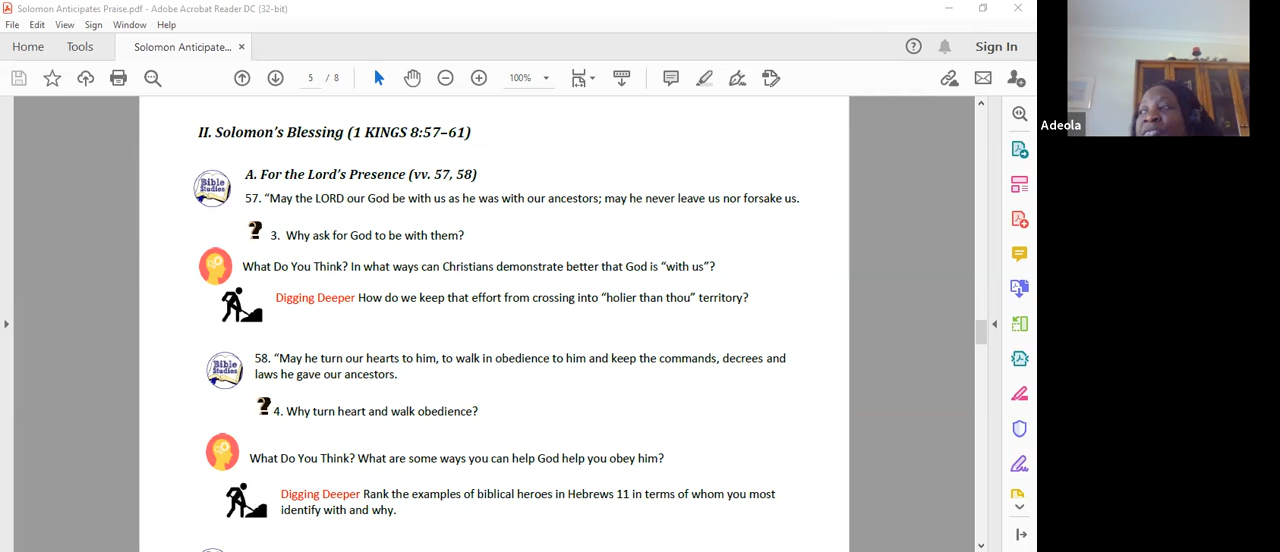 Solomon Anticipates Praise.pdf - Adobe Acrobat Reader DC (32-bit)
File Edit View Sign Window Help
Home Tools Solomon Anticipate... × Sign In
5 / 8 100%
II. Solomon's Blessing (1 KINGS 8:57–61)
A. For the Lord's Presence (vv. 57, 58)
Bible Studies
57. “May the LORD our God be with us as he was with our ancestors; may he never leave us nor forsake us.
? 3. Why ask for God to be with them?
What Do You Think? In what ways can Christians demonstrate better that God is “with us”?
Digging Deeper How do we keep that effort from crossing into “holier than thou” territory?
Bible Studies
58. “May he turn our hearts to him, to walk in obedience to him and keep the commands, decrees and
laws he gave our ancestors.
? 4. Why turn heart and walk obedience?
What Do You Think? What are some ways you can help God help you obey him?
Digging Deeper Rank the examples of biblical heroes in Hebrews 11 in terms of whom you most
identify with and why.
Adeola